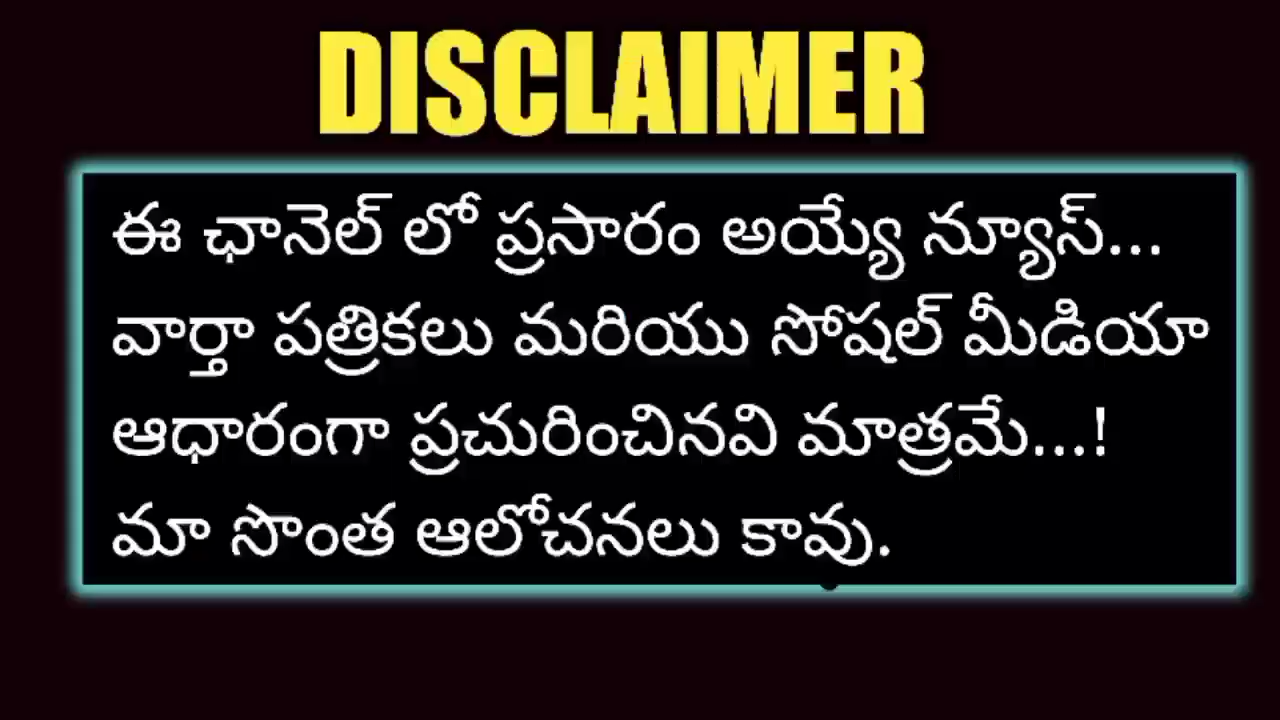 DISCLAIMER
ఈ ఛానెల్ లో ప్రసారం అయ్యే న్యూస్...
వార్తా పత్రికలు మరియు సోషల్ మీడియా
ఆధారంగా ప్రచురించినవి మాత్రమే...!
మా సొంత ఆలోచనలు కావు.